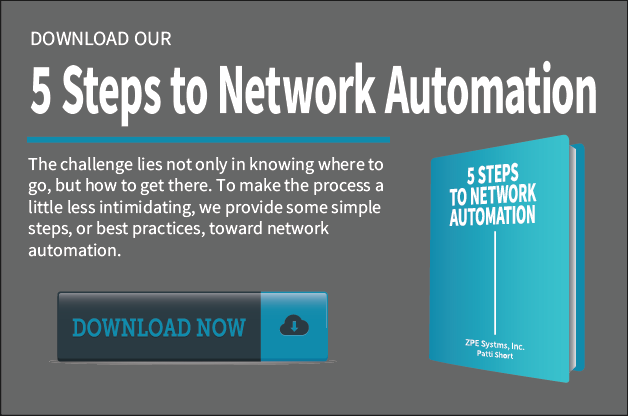 DOWNLOAD OUR
5 Steps to Network Automation
The challenge lies not only in knowing where to
go, but how to get there. To make the process a
little less intimidating, we provide some simple
steps, or best practices, toward network
automation.
DOWNLOAD NOW
5 STEPS
TO NETWORK
AUTOMATION
ZPE Systms, Inc.
Patti Short